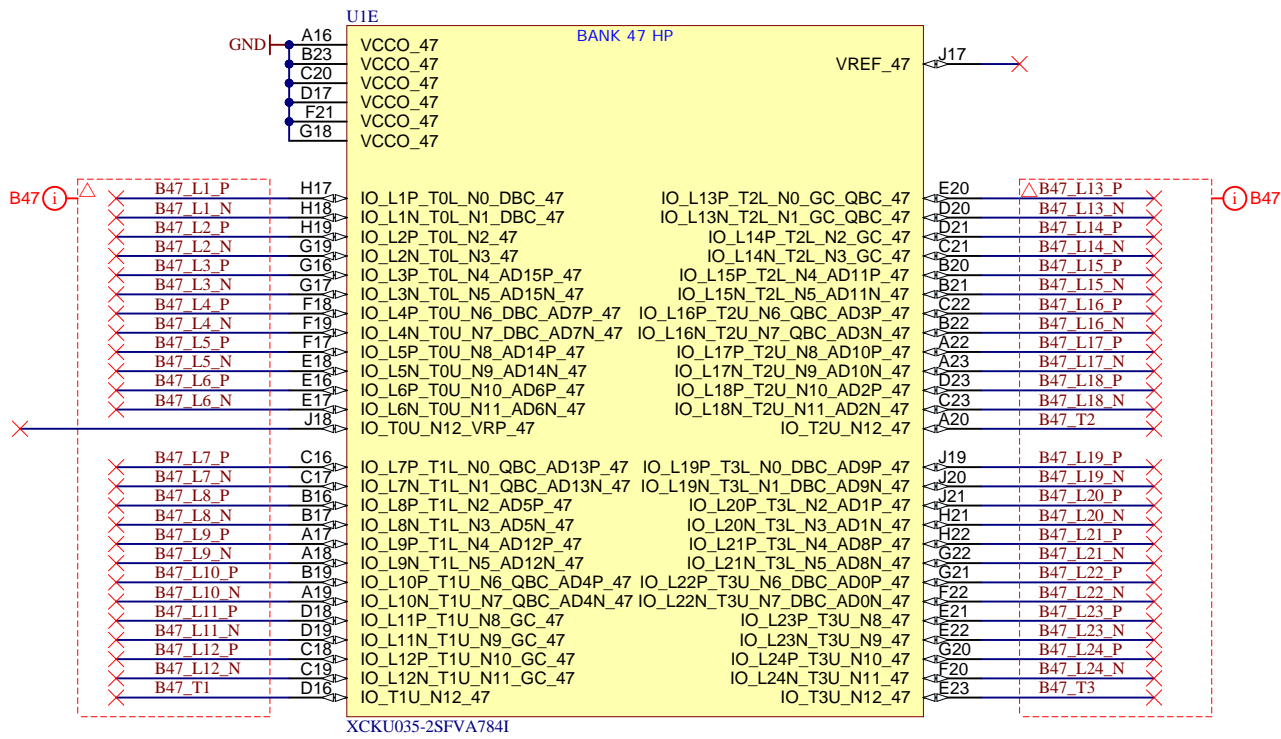 U1E
BANK 47 HP
GND A16 VCCO_47
B23 VCCO_47 VREF_47 J17
C20 VCCO_47
D17 VCCO_47
F21 VCCO_47
G18 VCCO_47
B47 i B47_L1_P H17 IO_L1P_T0L_N0_DBC_47 IO_L13P_T2L_N0_GC_QBC_47 E20 B47_L13_P i B47
B47_L1_N H18 IO_L1N_T0L_N1_DBC_47 IO_L13N_T2L_N1_GC_QBC_47 D20 B47_L13_N
B47_L2_P H19 IO_L2P_T0L_N2_47 IO_L14P_T2L_N2_GC_47 D21 B47_L14_P
B47_L2_N G19 IO_L2N_T0L_N3_47 IO_L14N_T2L_N3_GC_47 C21 B47_L14_N
B47_L3_P G16 IO_L3P_T0L_N4_AD15P_47 IO_L15P_T2L_N4_AD11P_47 B20 B47_L15_P
B47_L3_N G17 IO_L3N_T0L_N5_AD15N_47 IO_L15N_T2L_N5_AD11N_47 B21 B47_L15_N
B47_L4_P F18 IO_L4P_T0U_N6_DBC_AD7P_47 IO_L16P_T2U_N6_QBC_AD3P_47 C22 B47_L16_P
B47_L4_N F19 IO_L4N_T0U_N7_DBC_AD7N_47 IO_L16N_T2U_N7_QBC_AD3N_47 B22 B47_L16_N
B47_L5_P F17 IO_L5P_T0U_N8_AD14P_47 IO_L17P_T2U_N8_AD10P_47 A22 B47_L17_P
B47_L5_N E18 IO_L5N_T0U_N9_AD14N_47 IO_L17N_T2U_N9_AD10N_47 A23 B47_L17_N
B47_L6_P E16 IO_L6P_T0U_N10_AD6P_47 IO_L18P_T2U_N10_AD2P_47 D23 B47_L18_P
B47_L6_N E17 IO_L6N_T0U_N11_AD6N_47 IO_L18N_T2U_N11_AD2N_47 C23 B47_L18_N
J18 IO_T0U_N12_VRP_47 IO_T2U_N12_47 A20 B47_T2
B47_L7_P C16 IO_L7P_T1L_N0_QBC_AD13P_47 IO_L19P_T3L_N0_DBC_AD9P_47 J19 B47_L19_P
B47_L7_N C17 IO_L7N_T1L_N1_QBC_AD13N_47 IO_L19N_T3L_N1_DBC_AD9N_47 J20 B47_L19_N
B47_L8_P B16 IO_L8P_T1L_N2_AD5P_47 IO_L20P_T3L_N2_AD1P_47 J21 B47_L20_P
B47_L8_N B17 IO_L8N_T1L_N3_AD5N_47 IO_L20N_T3L_N3_AD1N_47 H21 B47_L20_N
B47_L9_P A17 IO_L9P_T1L_N4_AD12P_47 IO_L21P_T3L_N4_AD8P_47 H22 B47_L21_P
B47_L9_N A18 IO_L9N_T1L_N5_AD12N_47 IO_L21N_T3L_N5_AD8N_47 G22 B47_L21_N
B47_L10_P B19 IO_L10P_T1U_N6_QBC_AD4P_47 IO_L22P_T3U_N6_DBC_AD0P_47 G21 B47_L22_P
B47_L10_N A19 IO_L10N_T1U_N7_QBC_AD4N_47 IO_L22N_T3U_N7_DBC_AD0N_47 F22 B47_L22_N
B47_L11_P D18 IO_L11P_T1U_N8_GC_47 IO_L23P_T3U_N8_47 E21 B47_L23_P
B47_L11_N D19 IO_L11N_T1U_N9_GC_47 IO_L23N_T3U_N9_47 E22 B47_L23_N
B47_L12_P C18 IO_L12P_T1U_N10_GC_47 IO_L24P_T3U_N10_47 G20 B47_L24_P
B47_L12_N C19 IO_L12N_T1U_N11_GC_47 IO_L24N_T3U_N11_47 F20 B47_L24_N
B47_T1 D16 IO_T1U_N12_47 IO_T3U_N12_47 E23 B47_T3
XCKU035-2SFVA784I